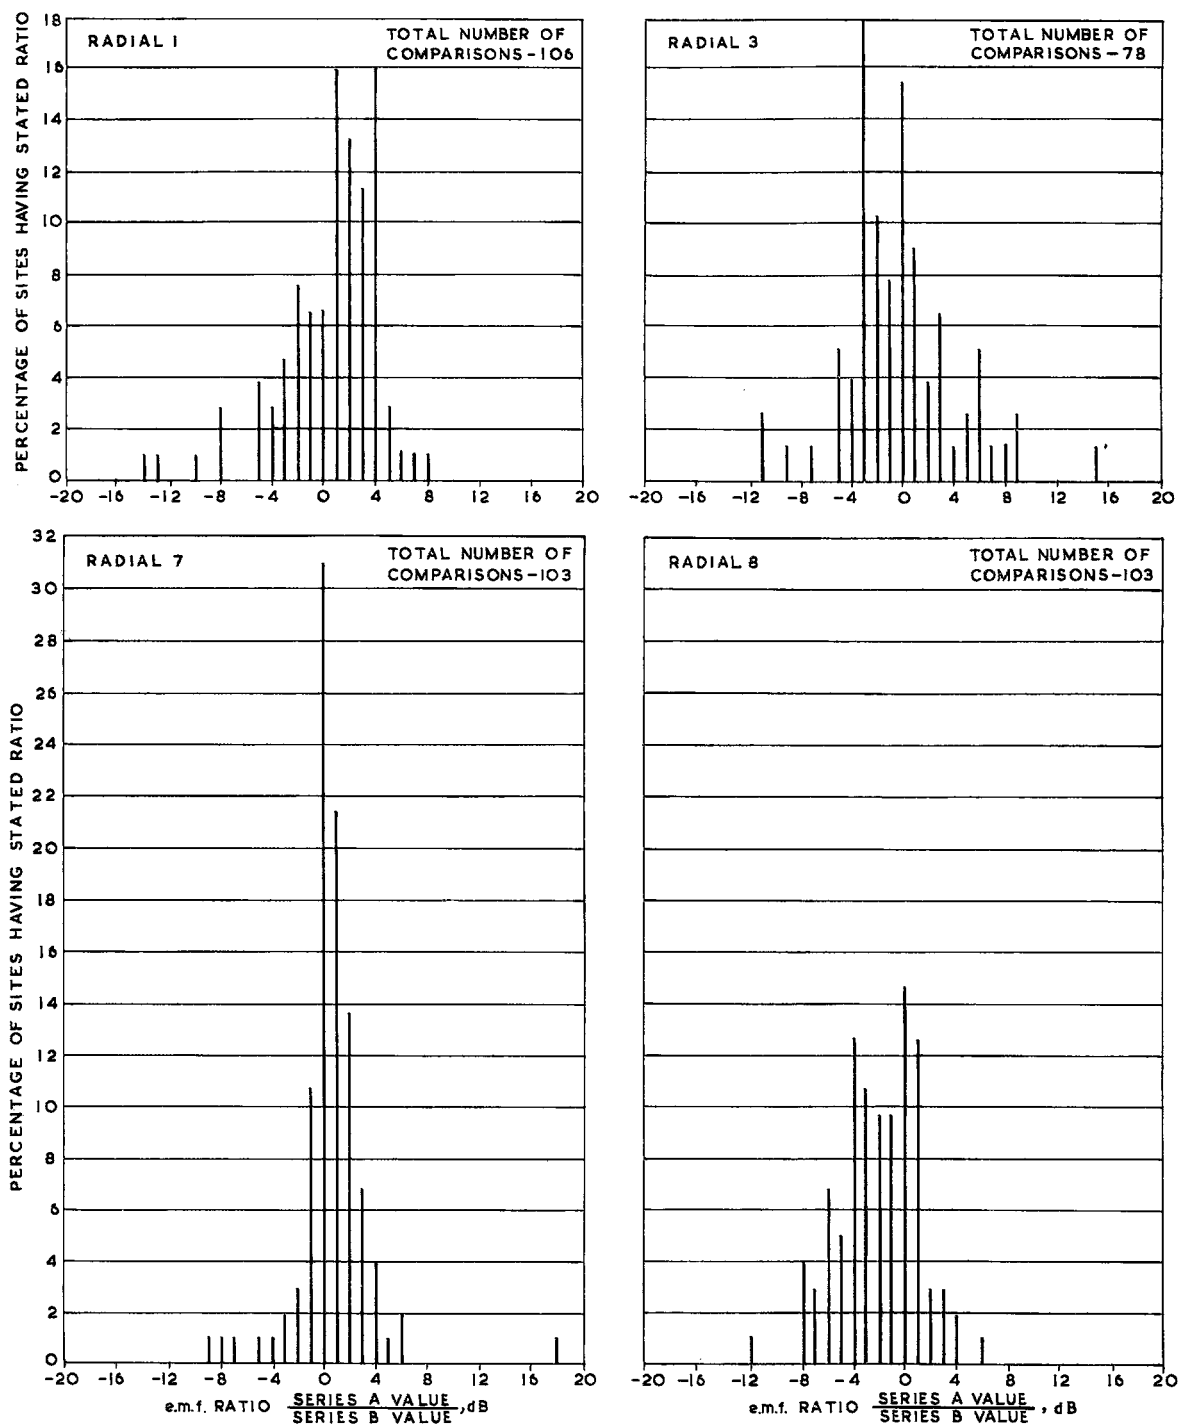 RADIAL 1
TOTAL NUMBER OF
COMPARISONS-106
PERCENTAGE OF SITES HAVING STATED RATIO
18
16
14
12
10
8
6
4
2
0
-20 -16 -12 -8 -4 0 4 8 12 16 20
RADIAL 3
TOTAL NUMBER OF
COMPARISONS-78
-20 -16 -12 -8 -4 0 4 8 12 16 20
RADIAL 7
TOTAL NUMBER OF
COMPARISONS-103
PERCENTAGE OF SITES HAVING STATED RATIO
32
30
28
26
24
22
20
18
16
14
12
10
8
6
4
2
0
-20 -16 -12 -8 -4 0 4 8 12 16 20
e.m.f. RATIO SERIES A VALUE / SERIES B VALUE, dB
RADIAL 8
TOTAL NUMBER OF
COMPARISONS-103
-20 -16 -12 -8 -4 0 4 8 12 16 20
e.m.f. RATIO SERIES A VALUE / SERIES B VALUE, dB